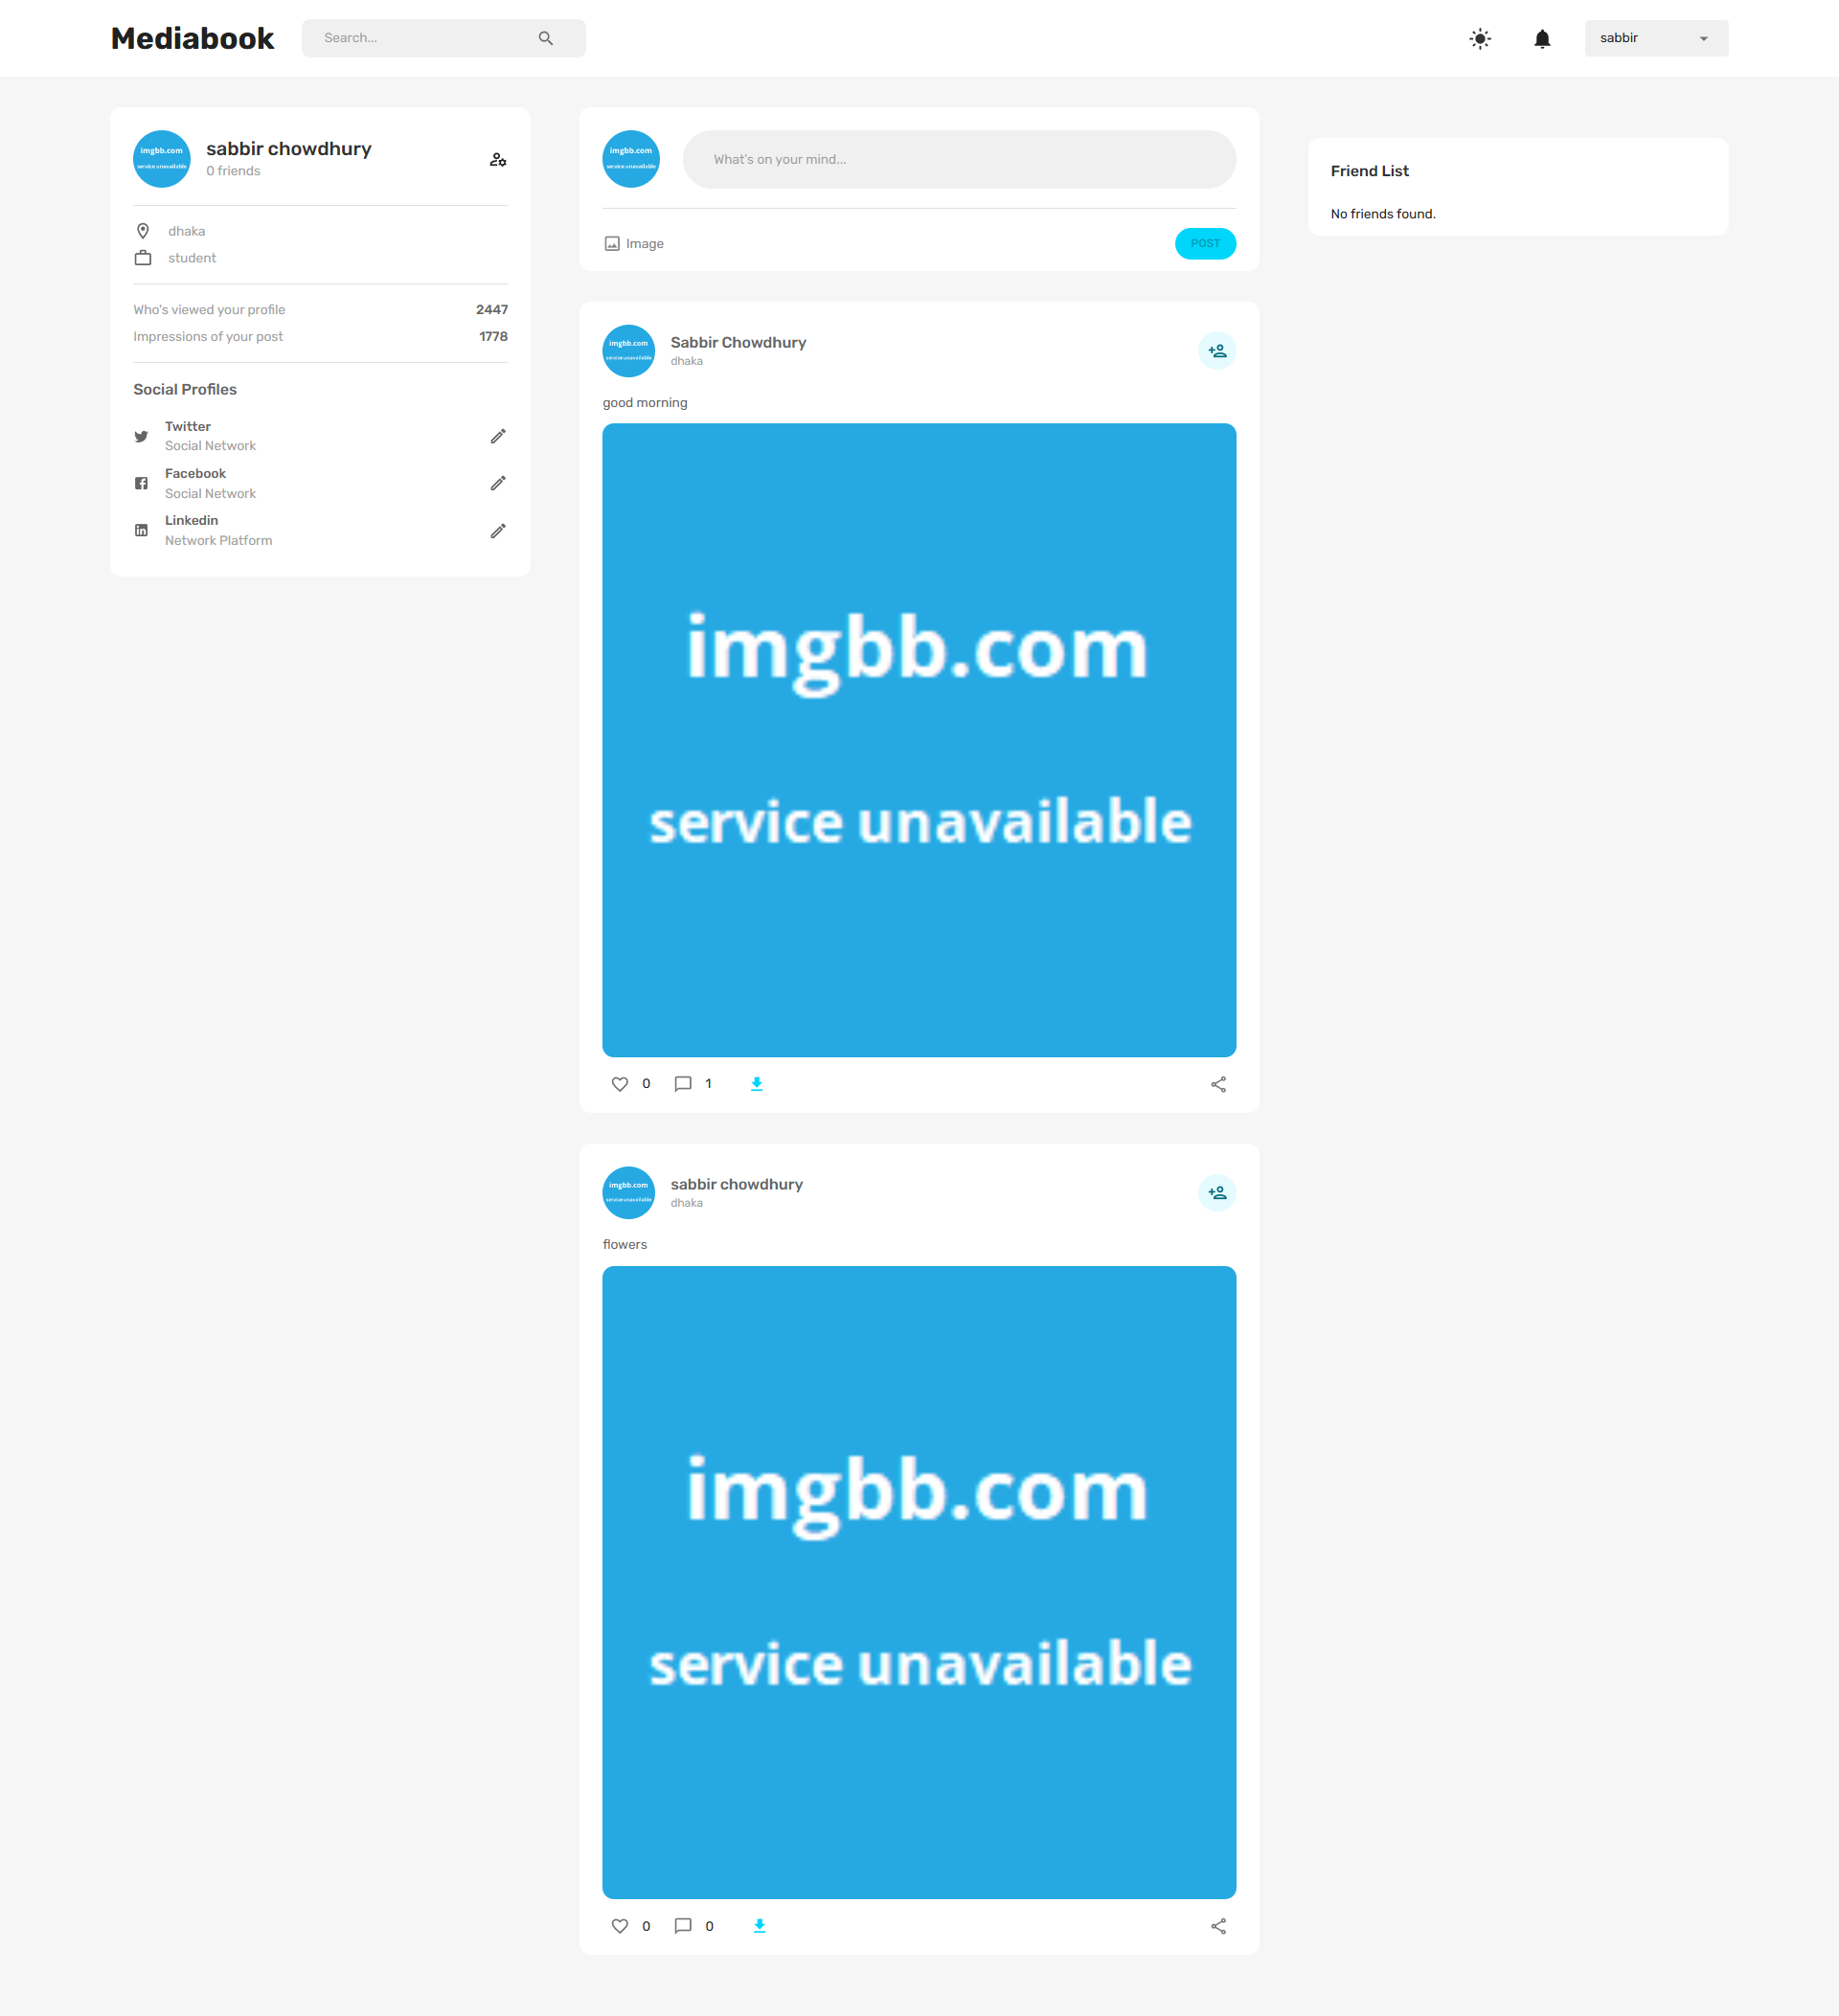 Mediabook
Search...
sabbir
imgbb.com
service unavailable
sabbir chowdhury
0 friends
dhaka
student
Who's viewed your profile 2447
Impressions of your post 1778
Social Profiles
Twitter
Social Network
Facebook
Social Network
Linkedin
Network Platform
imgbb.com
service unavailable
What's on your mind...
Image
POST
imgbb.com
service unavailable
Sabbir Chowdhury
dhaka
good morning
imgbb.com
service unavailable
0 1
imgbb.com
service unavailable
sabbir chowdhury
dhaka
flowers
imgbb.com
service unavailable
0 0
Friend List
No friends found.